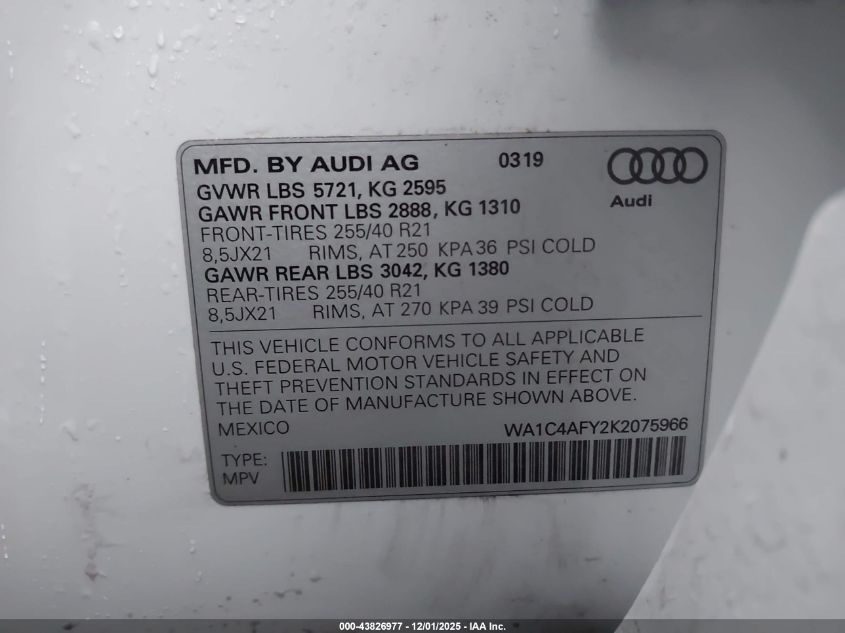 MFD. BY AUDI AG 0319
GVWR LBS 5721, KG 2595
GAWR FRONT LBS 2888, KG 1310
Audi
FRONT-TIRES 255/40 R21
8,5JX21 RIMS, AT 250 KPA 36 PSI COLD
GAWR REAR LBS 3042, KG 1380
REAR-TIRES 255/40 R21
8,5JX21 RIMS, AT 270 KPA 39 PSI COLD
THIS VEHICLE CONFORMS TO ALL APPLICABLE
U.S. FEDERAL MOTOR VEHICLE SAFETY AND
THEFT PREVENTION STANDARDS IN EFFECT ON
THE DATE OF MANUFACTURE SHOWN ABOVE.
MEXICO WA1C4AFY2K2075966
TYPE:
MPV
000-43826977 - 12/01/2025 - IAA Inc.